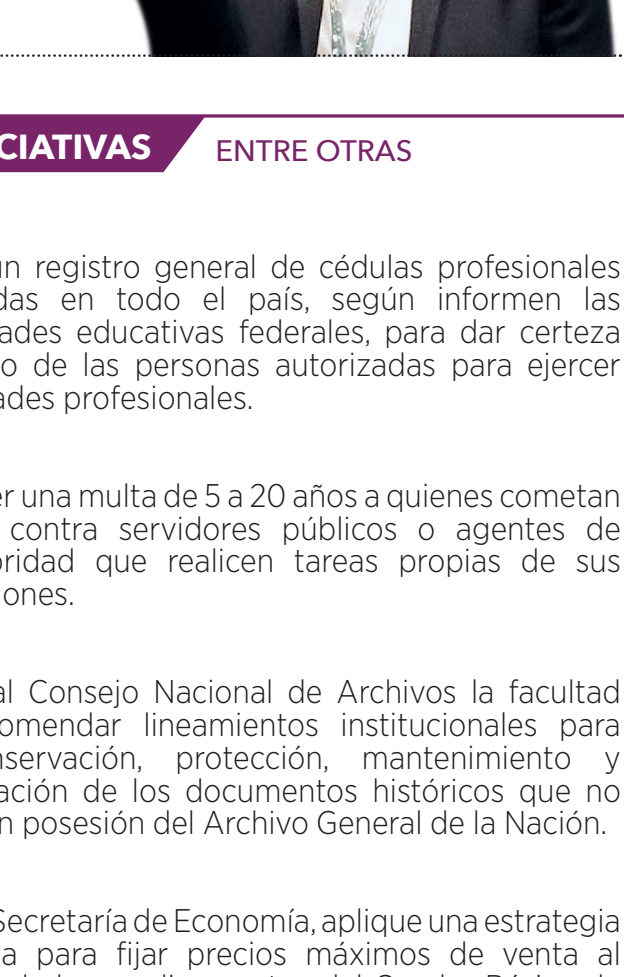 CIATIVAS ENTRE OTRAS
un registro general de cédulas profesionales
das en todo el país, según informen las
ades educativas federales, para dar certeza
o de las personas autorizadas para ejercer
ades profesionales.
er una multa de 5 a 20 años a quienes cometan
contra servidores públicos o agentes de
oridad que realicen tareas propias de sus
iones.
al Consejo Nacional de Archivos la facultad
omendar lineamientos institucionales para
nservación, protección, mantenimiento y
ación de los documentos históricos que no
n posesión del Archivo General de la Nación.
Secretaría de Economía, aplique una estrategia
a para fijar precios máximos de venta al